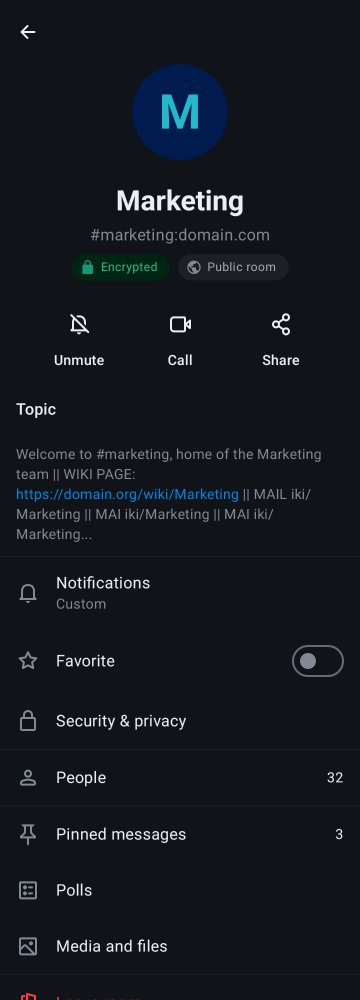 M
Marketing
#marketing:domain.com
Encrypted
Public room
Unmute
Call
Share
Topic
Welcome to #marketing, home of the Marketing
team || WIKI PAGE:
https://domain.org/wiki/Marketing || MAIL iki/
Marketing || MAI iki/Marketing || MAI iki/
Marketing...
Notifications
Custom
Favorite
Security & privacy
People
32
Pinned messages
3
Polls
Media and files